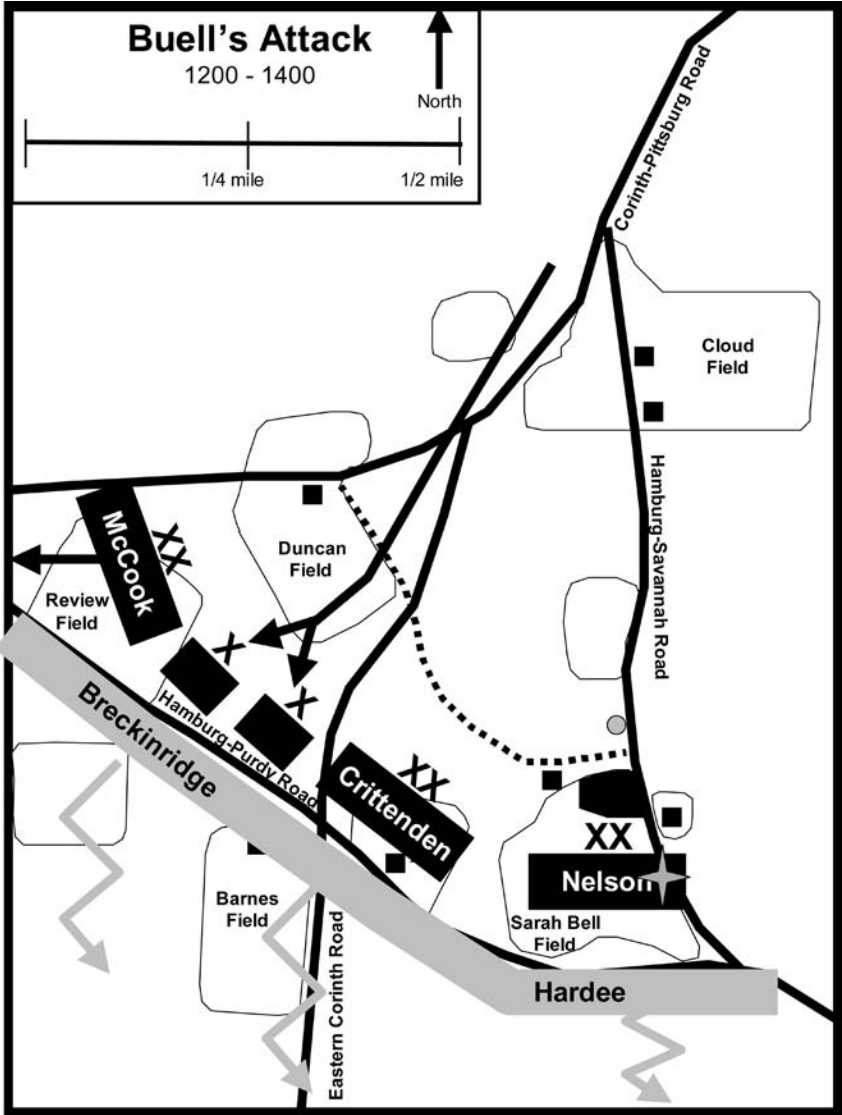 Buell's Attack
1200 - 1400
North
1/4 mile
1/2 mile
Corinth-Pittsburg Road
Cloud
Field
Hamburg-Savannah Road
McCook
XX
Duncan
Field
Review
Field
X
X
Breckinridge
Hamburg-Purdy Road
Crittenden
XX
XX
Nelson
Sarah Bell
Field
Barnes
Field
Eastern Corinth Road
Hardee